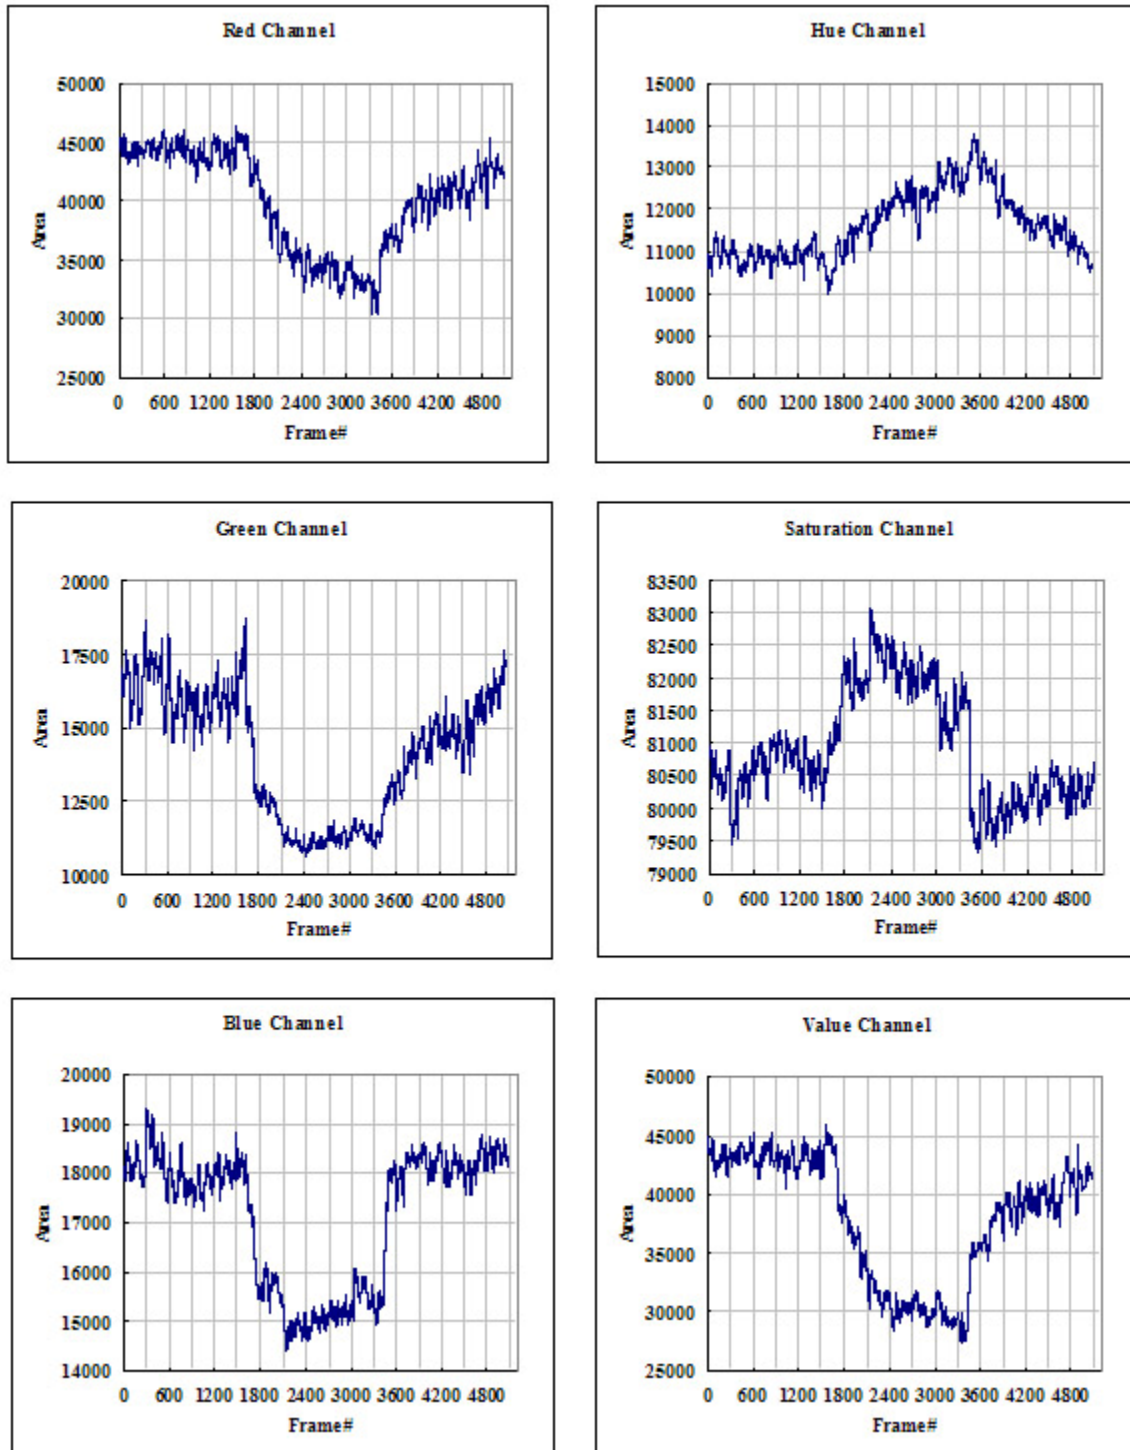 Red Channel
50000
45000
40000
35000
30000
25000
Area
0 600 1200 1800 2400 3000 3600 4200 4800
Frame#
Hue Channel
15000
14000
13000
12000
11000
10000
9000
8000
Area
0 600 1200 1800 2400 3000 3600 4200 4800
Frame#
Green Channel
20000
17500
15000
12500
10000
Area
0 600 1200 1800 2400 3000 3600 4200 4800
Frame#
Saturation Channel
83500
83000
82500
82000
81500
81000
80500
80000
79500
79000
Area
0 600 1200 1800 2400 3000 3600 4200 4800
Frame#
Blue Channel
20000
19000
18000
17000
16000
15000
14000
Area
0 600 1200 1800 2400 3000 3600 4200 4800
Frame#
Value Channel
50000
45000
40000
35000
30000
25000
Area
0 600 1200 1800 2400 3000 3600 4200 4800
Frame#